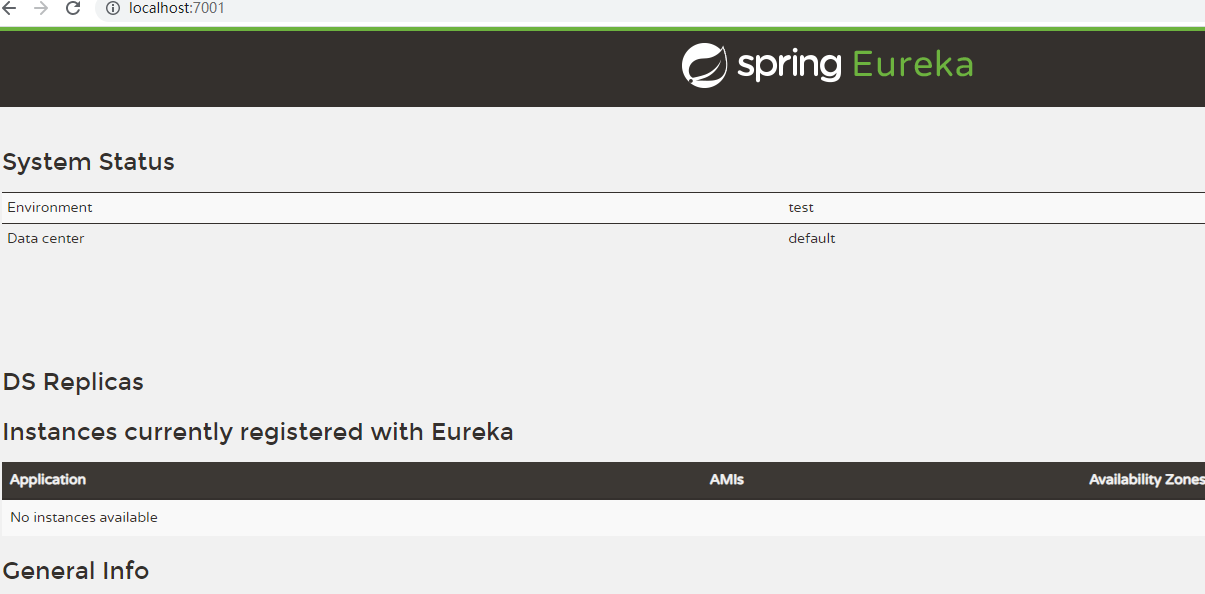 localhost:7001
spring Eureka
System Status
Environment test
Data center default
DS Replicas
Instances currently registered with Eureka
Application AMIs Availability Zones
No instances available
General Info